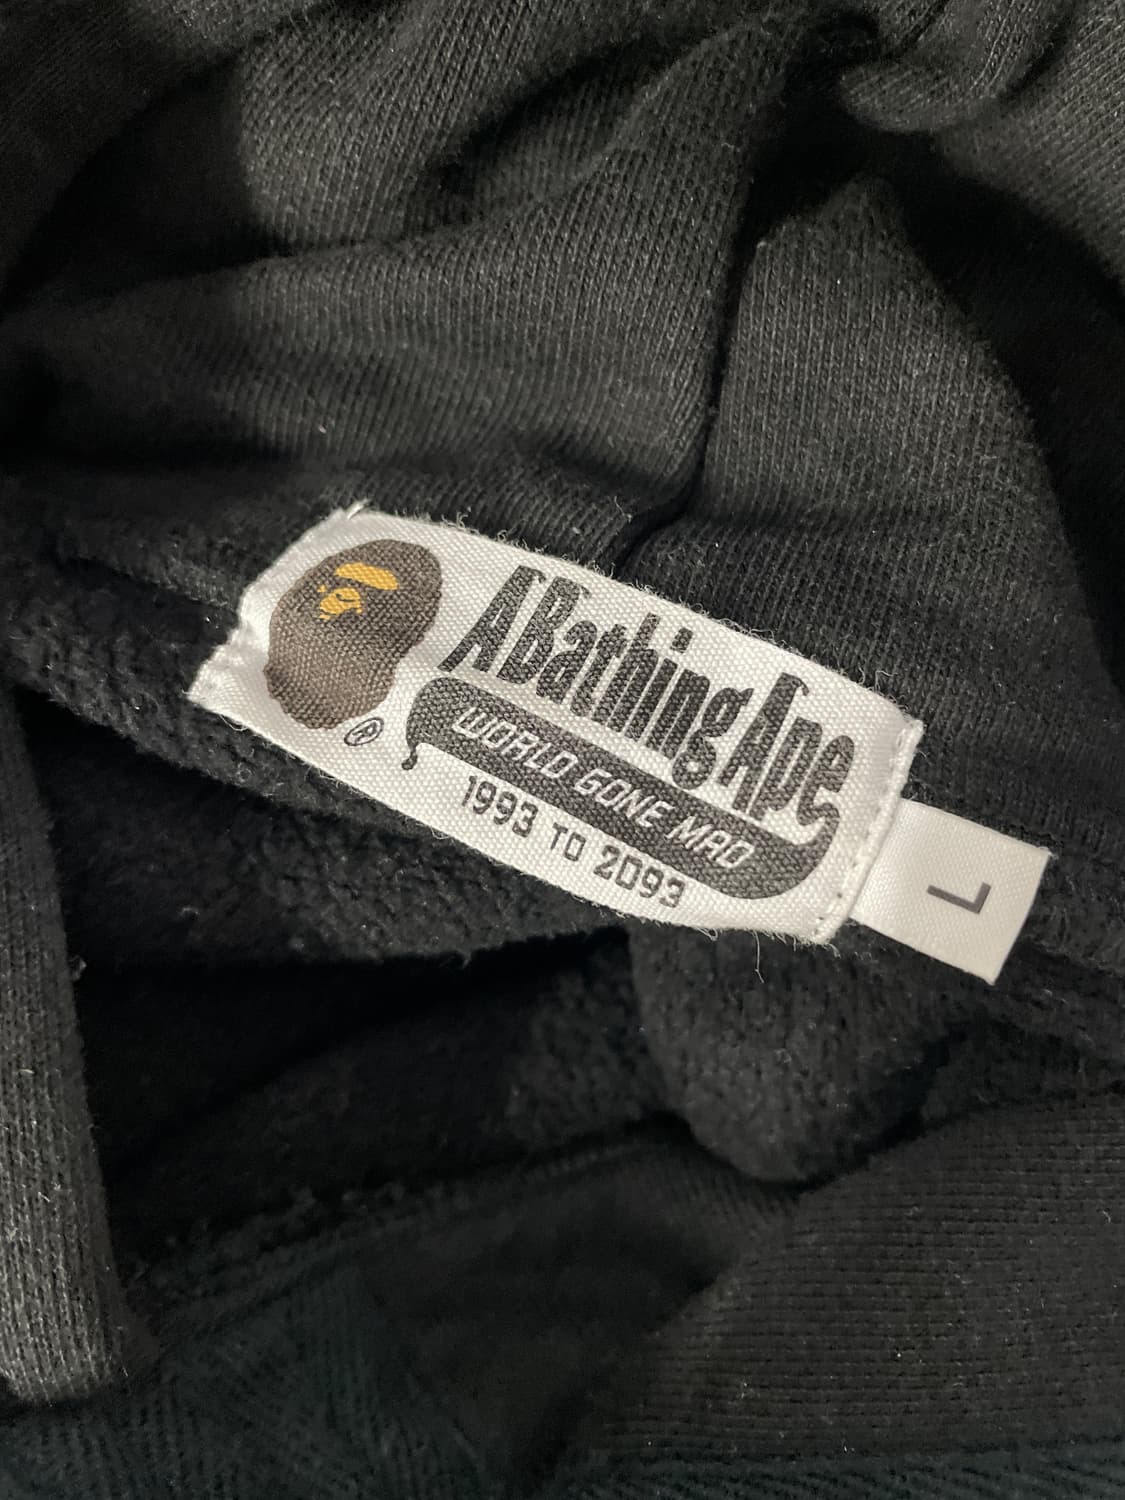 A Bathing Ape
®
WORLD GONE MAD
1993 TO 2093
L